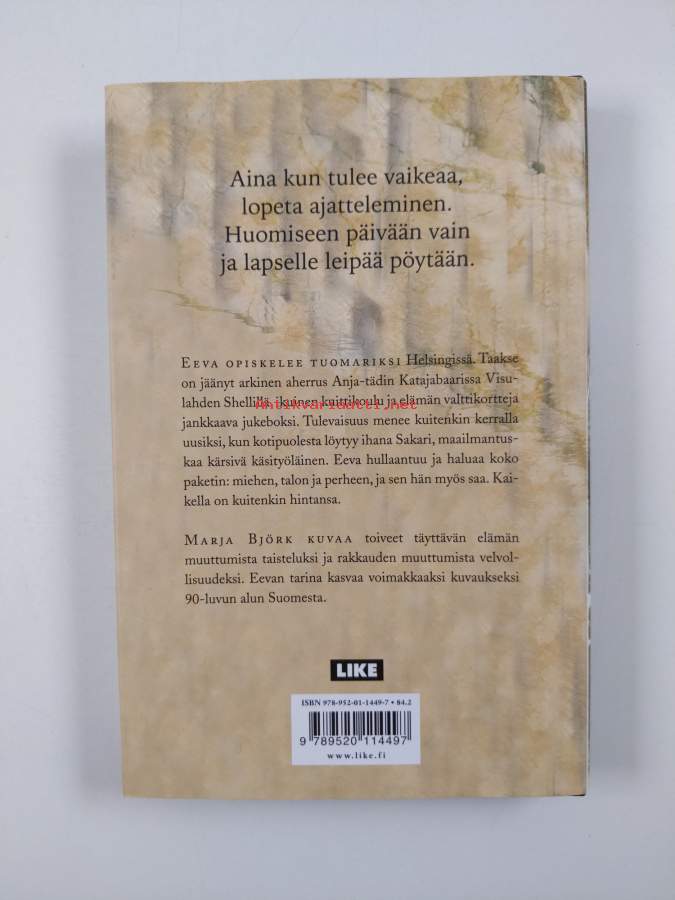 Aina kun tulee vaikeaa,
lopeta ajatteleminen.
Huomiseen päivään vain
ja lapselle leipää pöytään.
EEVA OPISKELEE TUOMARIKSI Helsingissä. Taakse
on jäänyt arkinen aherrus Anja-tädin Katajabaarissa Visu-
lahden Shellillä, ikuinen kuittikoulu ja elämän valttikortteja
Antikvariaatti.net
jankkaava jukeboksi. Tulevaisuus menee kuitenkin kerralla
uusiksi, kun kotipuolesta löytyy ihana Sakari, maailmantus-
kaa kärsivä käsityöläinen. Eeva hullaantuu ja haluaa koko
paketin: miehen, talon ja perheen, ja sen hän myös saa. Kai-
kella on kuitenkin hintansa.
MARJA BJÖRK KUVAA toiveet täyttävän elämän
muuttumista taisteluksi ja rakkauden muuttumista velvol-
lisuudeksi. Eevan tarina kasvaa voimakkaaksi kuvaukseksi
90-luvun alun Suomesta.
LIKE
ISBN 978-952-01-1449-7 • 84.2
9 789520 114497
www.like.fi